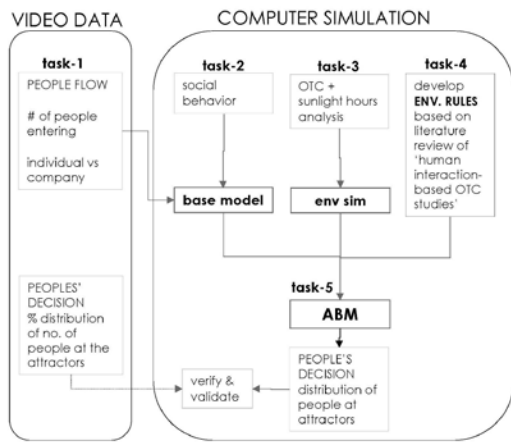 VIDEO DATA
COMPUTER SIMULATION
task-1
PEOPLE FLOW
# of people
entering
individual vs
company
task-2
social
behavior
task-3
OTC +
sunlight hours
analysis
task-4
develop
ENV. RULES
based on
literature
review of
'human
interaction-
based OTC
studies'
base model
env sim
task-5
ABM
PEOPLES'
DECISION
% distribution
of no. of
people at the
attractors
verify &
validate
PEOPLE'S
DECISION
distribution of
people at
attractors